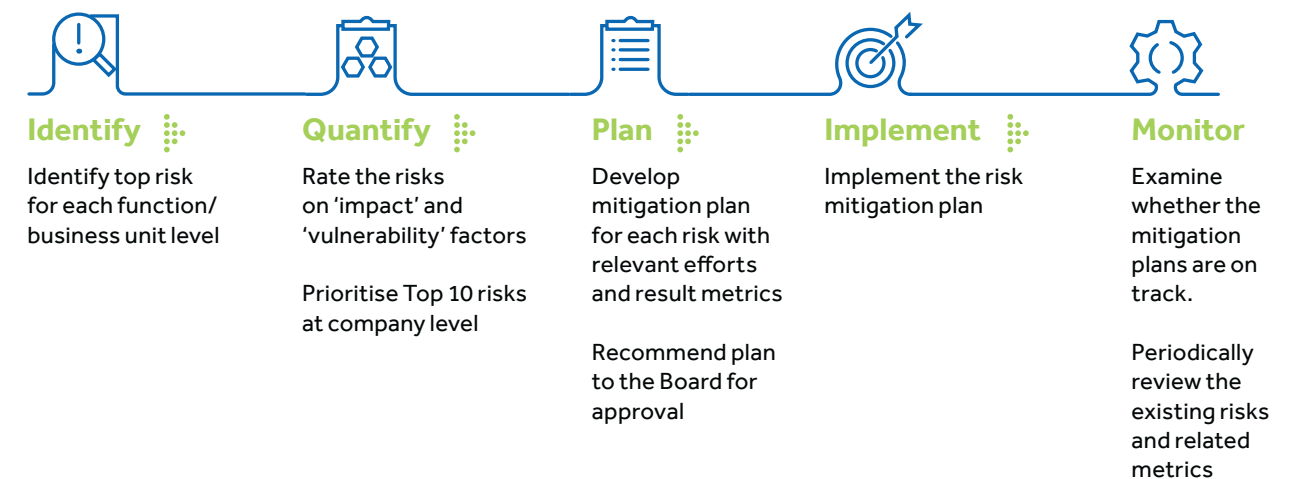 Identify
Identify top risk
for each function/
business unit level
Quantify
Rate the risks
on ‘impact’ and
‘vulnerability’ factors
Prioritise Top 10 risks
at company level
Plan
Develop
mitigation plan
for each risk with
relevant efforts
and result metrics
Recommend plan
to the Board for
approval
Implement
Implement the risk
mitigation plan
Monitor
Examine
whether the
mitigation
plans are on
track.
Periodically
review the
existing risks
and related
metrics